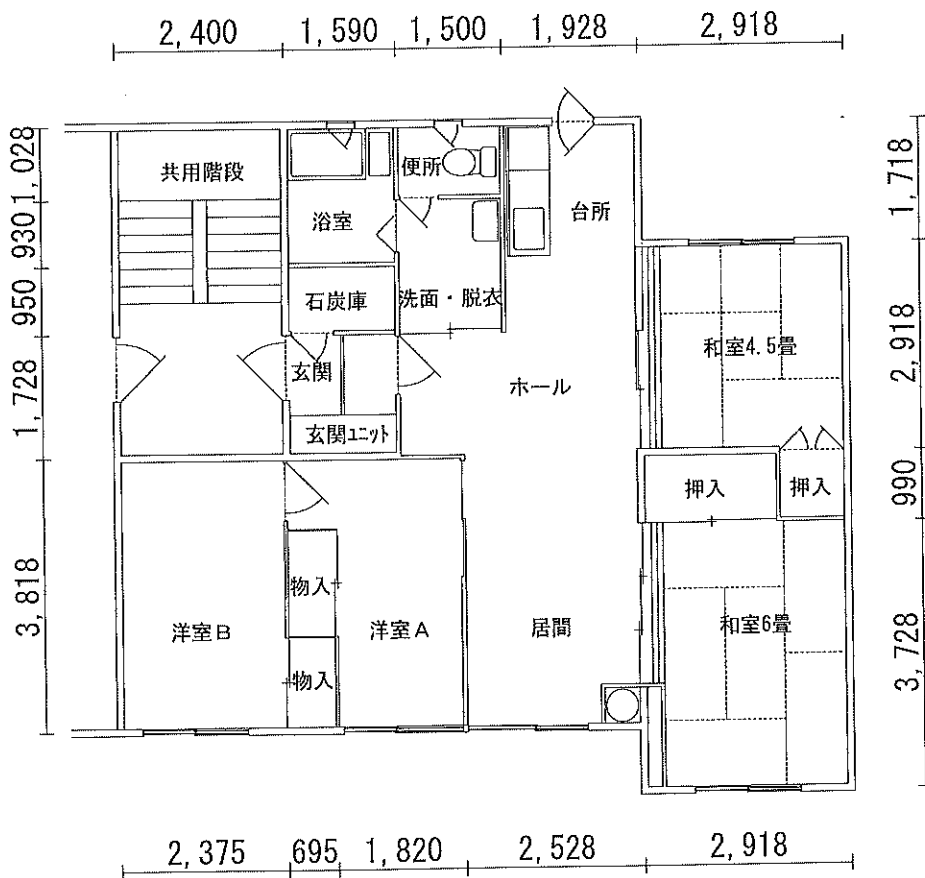 2,400 1,590 1,500 1,928 2,918
1,028
930
950
1,728
3,818
1,718
2,918
990
3,728
共用階段
便所
浴室
台所
石炭庫
洗面・脱衣
和室4.5畳
玄関
ホール
玄関ユニット
押入
押入
物入
洋室B
洋室A
居間
和室6畳
物入
2,375 695 1,820 2,528 2,918